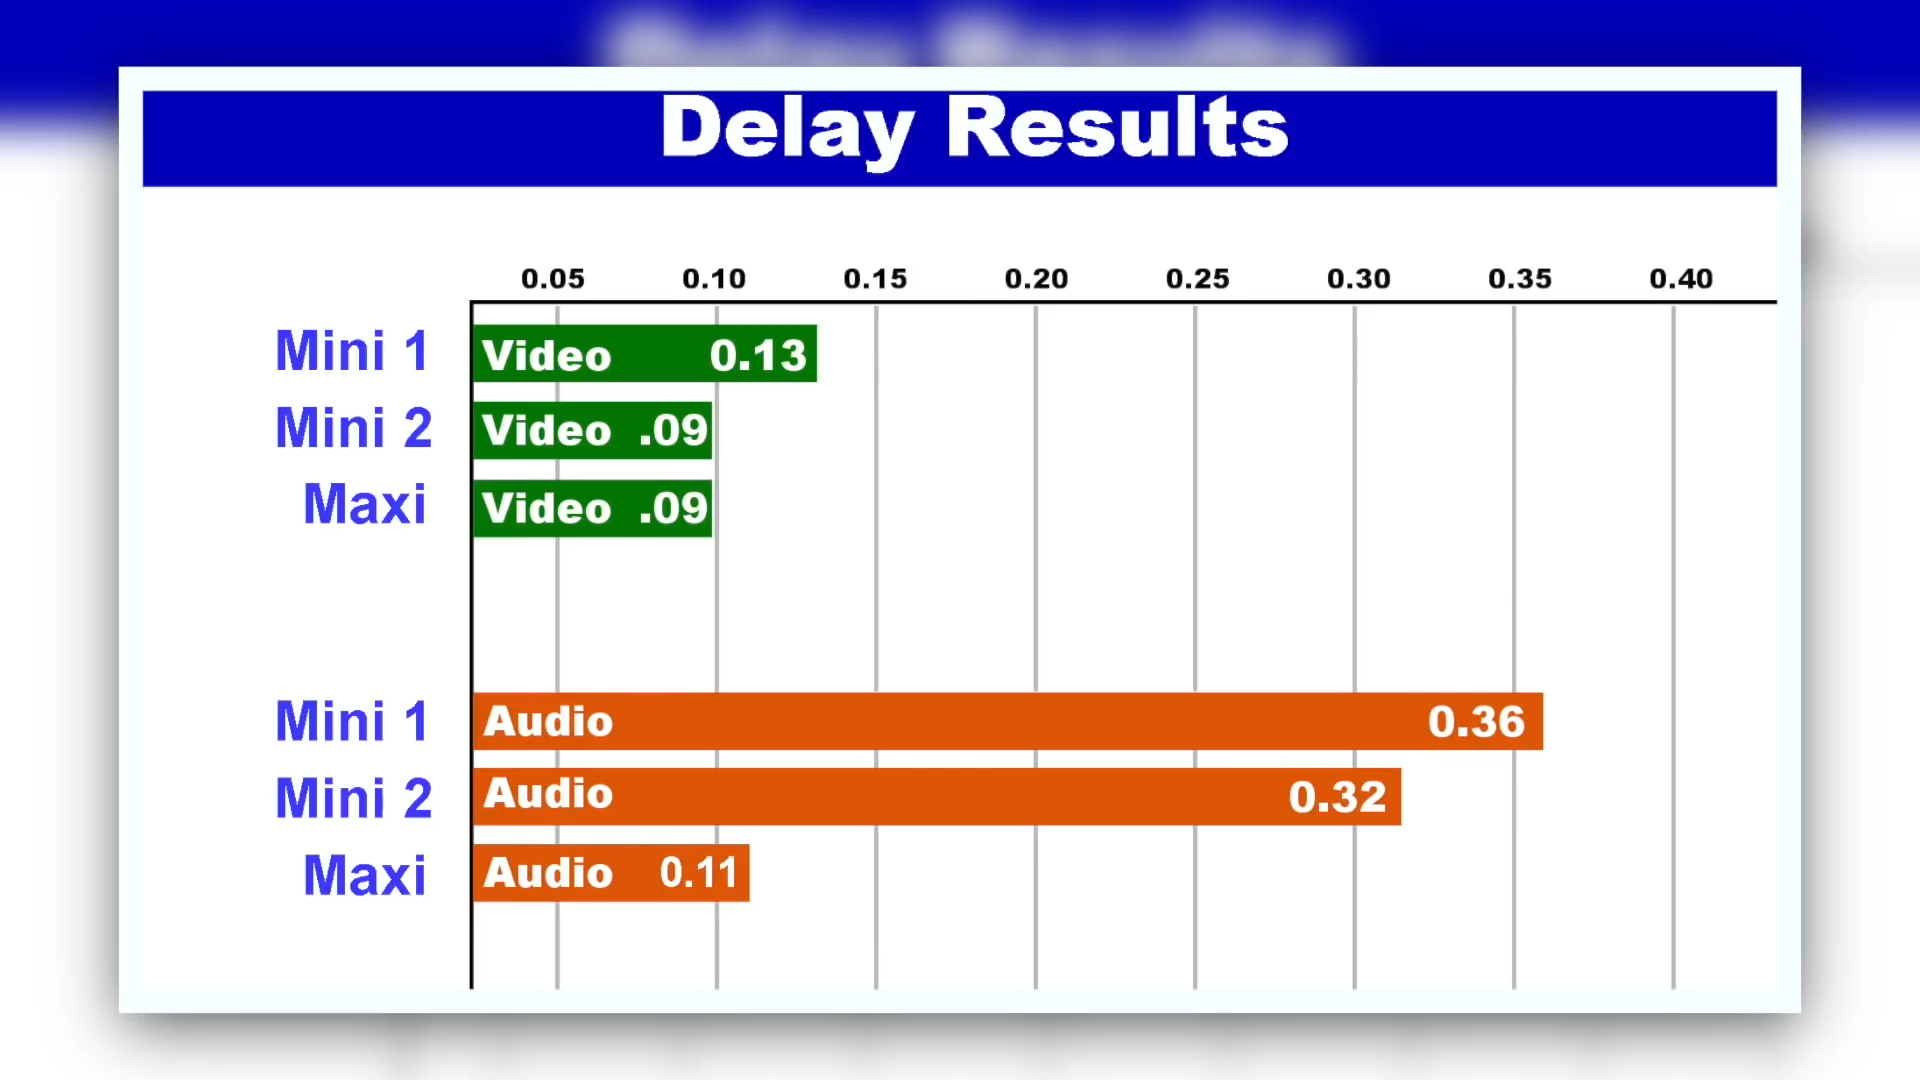 Delay Results
0.05 0.10 0.15 0.20 0.25 0.30 0.35 0.40
Mini 1 Video 0.13
Mini 2 Video .09
Maxi Video .09
Mini 1 Audio 0.36
Mini 2 Audio 0.32
Maxi Audio 0.11